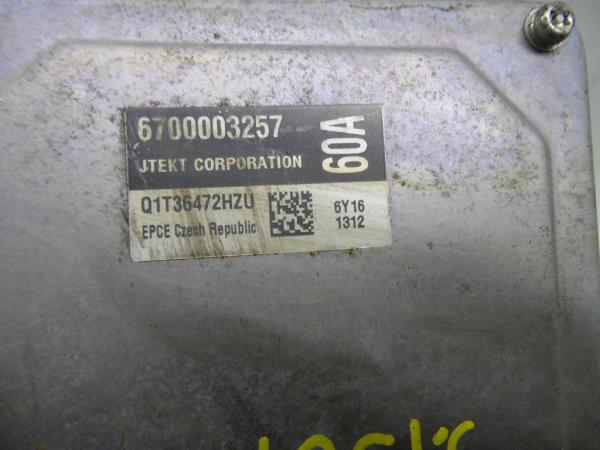 6700003257
60A
JTEKT CORPORATION
Q1T36472HZU
6Y16
EPCE Czech Republic
1312